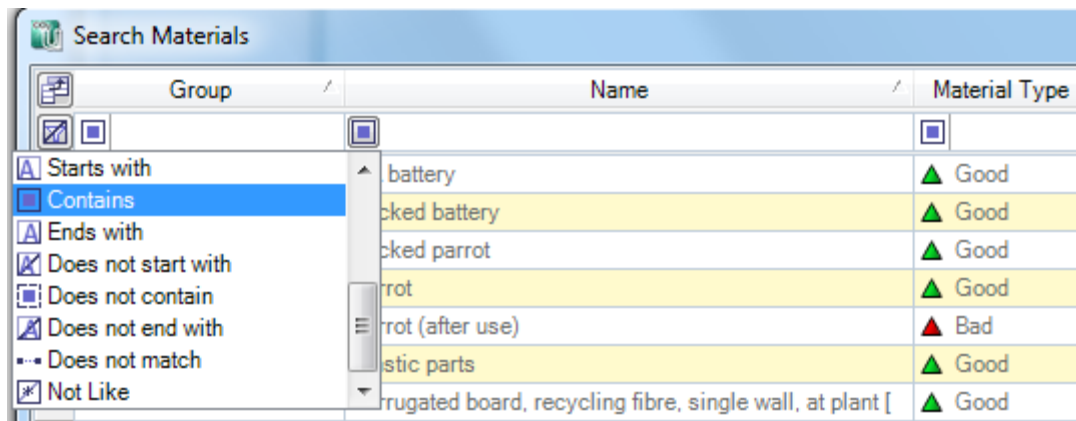 Search Materials
Group Name Material Type
Starts with battery Good
Contains cked battery Good
Ends with
Does not start with cked parrot Good
Does not contain rrot Good
Does not end with rrot (after use) Bad
Does not match stic parts Good
Not Like rrugated board, recycling fibre, single wall, at plant [ Good